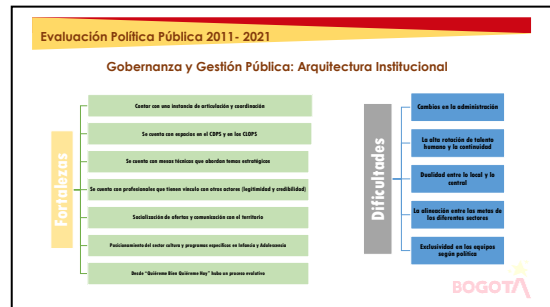 Evaluación Política Pública 2011- 2021
Gobernanza y Gestión Pública: Arquitectura Institucional
Fortalezas
Contar con una instancia de articulación y coordinación
Se cuenta con espacios en el CDPS y en los CLOPS
Se cuenta con mesas técnicas que abordan temas estratégicos
Se cuenta con profesionales que tienen vínculo con otros actores (legitimidad y credibilidad)
Socialización de ofertas y comunicación con el territorio
Posicionamiento del sector cultura y programas específicos en Infancia y Adolescencia
Desde "Quiéreme Bien Quiéreme Hoy" hubo un proceso evolutivo
Dificultades
Cambios en la administración
La alta rotación de talento
humano y la continuidad
Dualidad entre lo local y lo
central
La alineación entre las metas de
los diferentes sectores
Exclusividad en los equipos
según política
BOGOTÁ